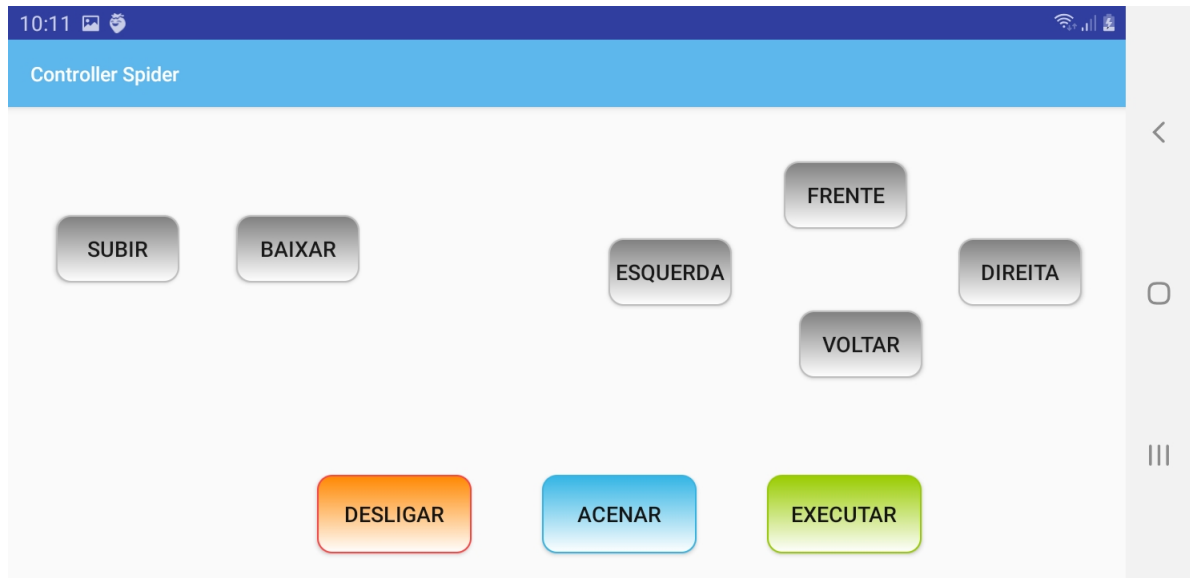 10:11
Controller Spider
FRENTE
SUBIR
BAIXAR
ESQUERDA
DIREITA
VOLTAR
DESLIGAR
ACENAR
EXECUTAR